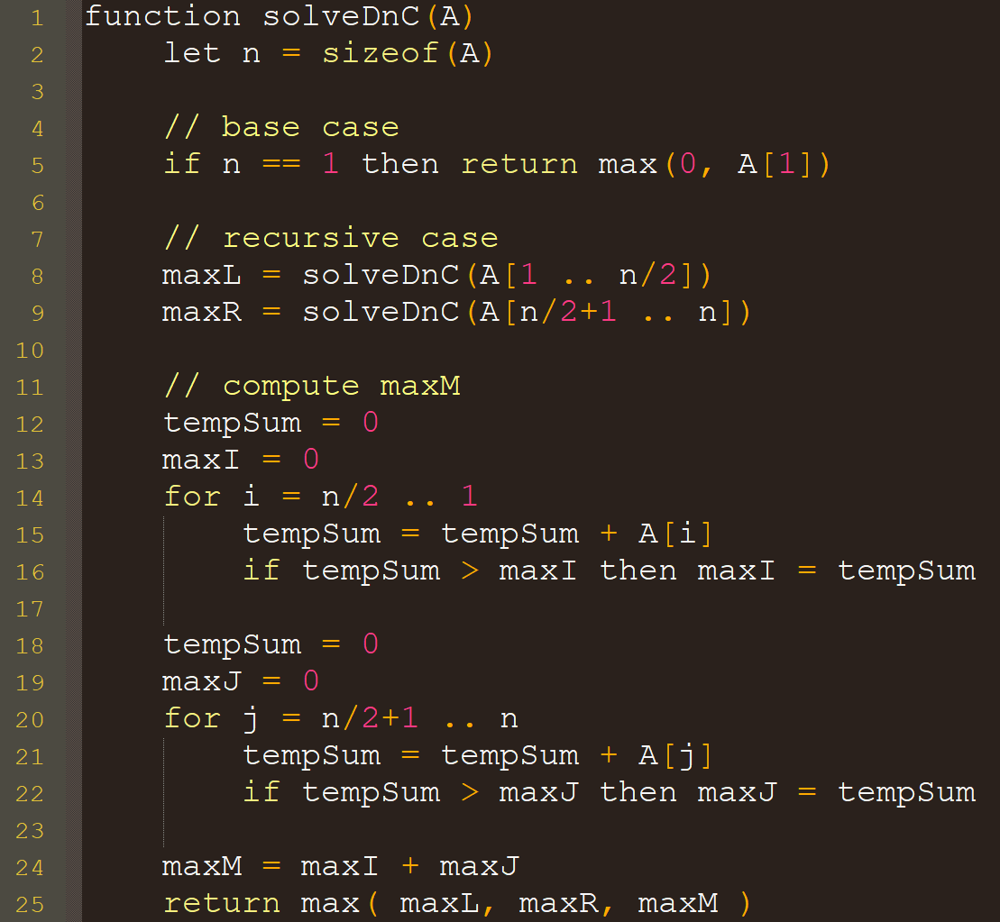 1 function solveDnC(A)
2 let n = sizeof(A)
3
4 // base case
5 if n == 1 then return max(0, A[1])
6
7 // recursive case
8 maxL = solveDnC(A[1 .. n/2])
9 maxR = solveDnC(A[n/2+1 .. n])
10
11 // compute maxM
12 tempSum = 0
13 maxI = 0
14 for i = n/2 .. 1
15 tempSum = tempSum + A[i]
16 if tempSum > maxI then maxI = tempSum
17
18 tempSum = 0
19 maxJ = 0
20 for j = n/2+1 .. n
21 tempSum = tempSum + A[j]
22 if tempSum > maxJ then maxJ = tempSum
23
24 maxM = maxI + maxJ
25 return max( maxL, maxR, maxM )